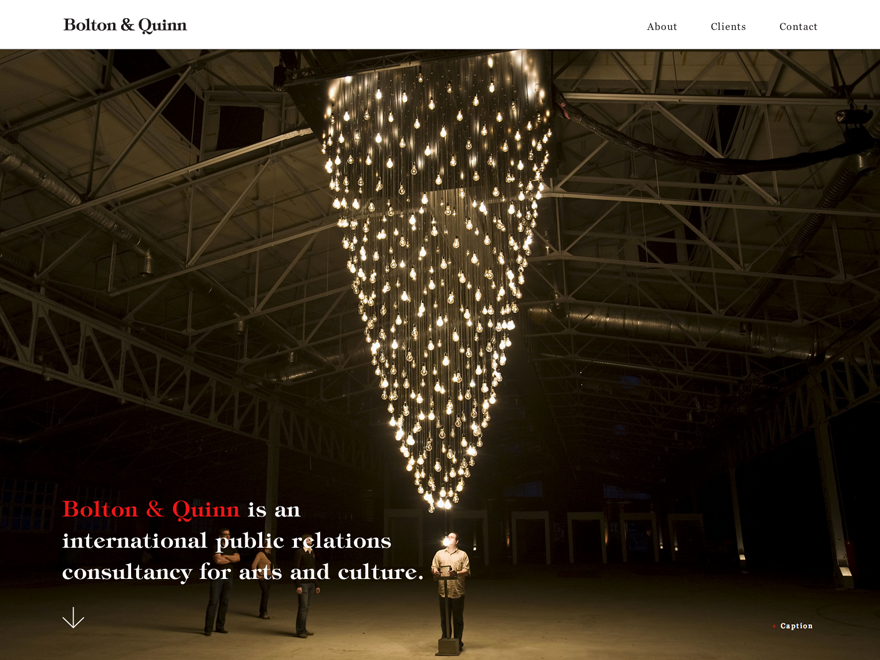 Bolton & Quinn
About Clients Contact
Bolton & Quinn is an
international public relations
consultancy for arts and culture.
Caption